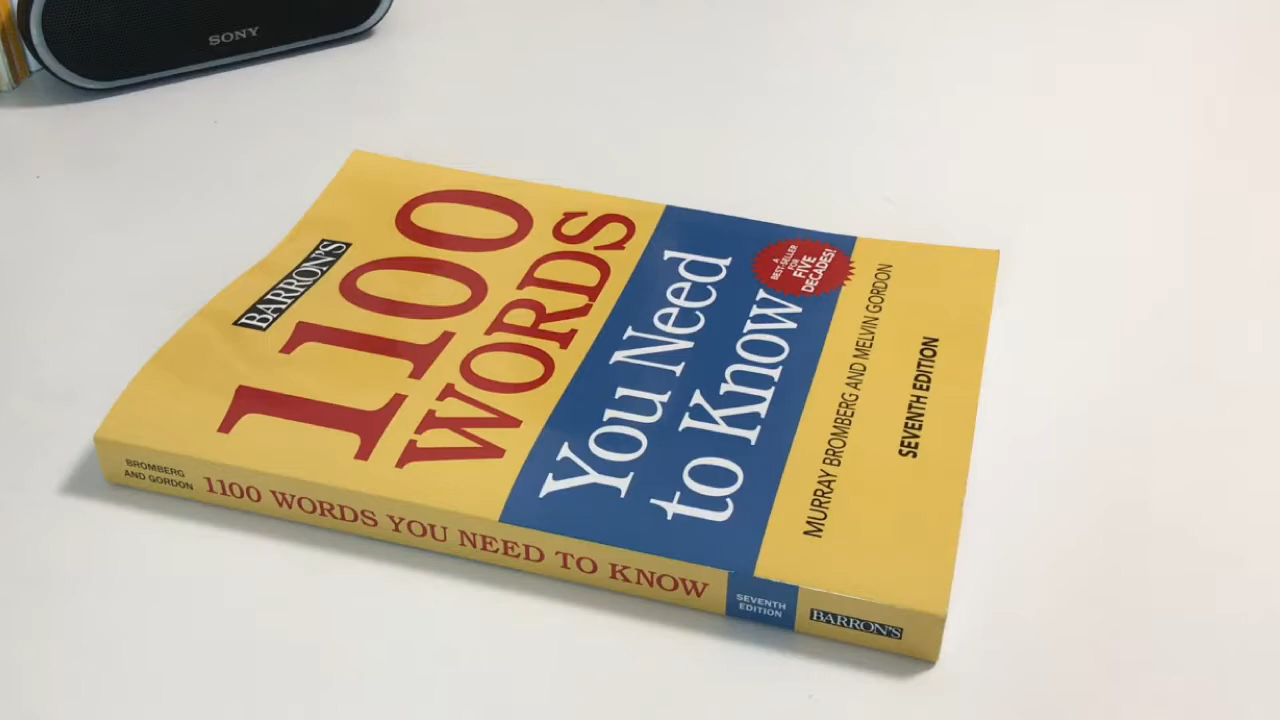 SONY
BARRON'S
1100
WORDS
You Need
to Know
A
BEST-SELLER
FOR
FIVE
DECADES!
MURRAY BROMBERG AND MELVIN GORDON
SEVENTH EDITION
BROMBERG
AND GORDON
1100 WORDS YOU NEED TO KNOW
SEVENTH
EDITION
BARRON'S